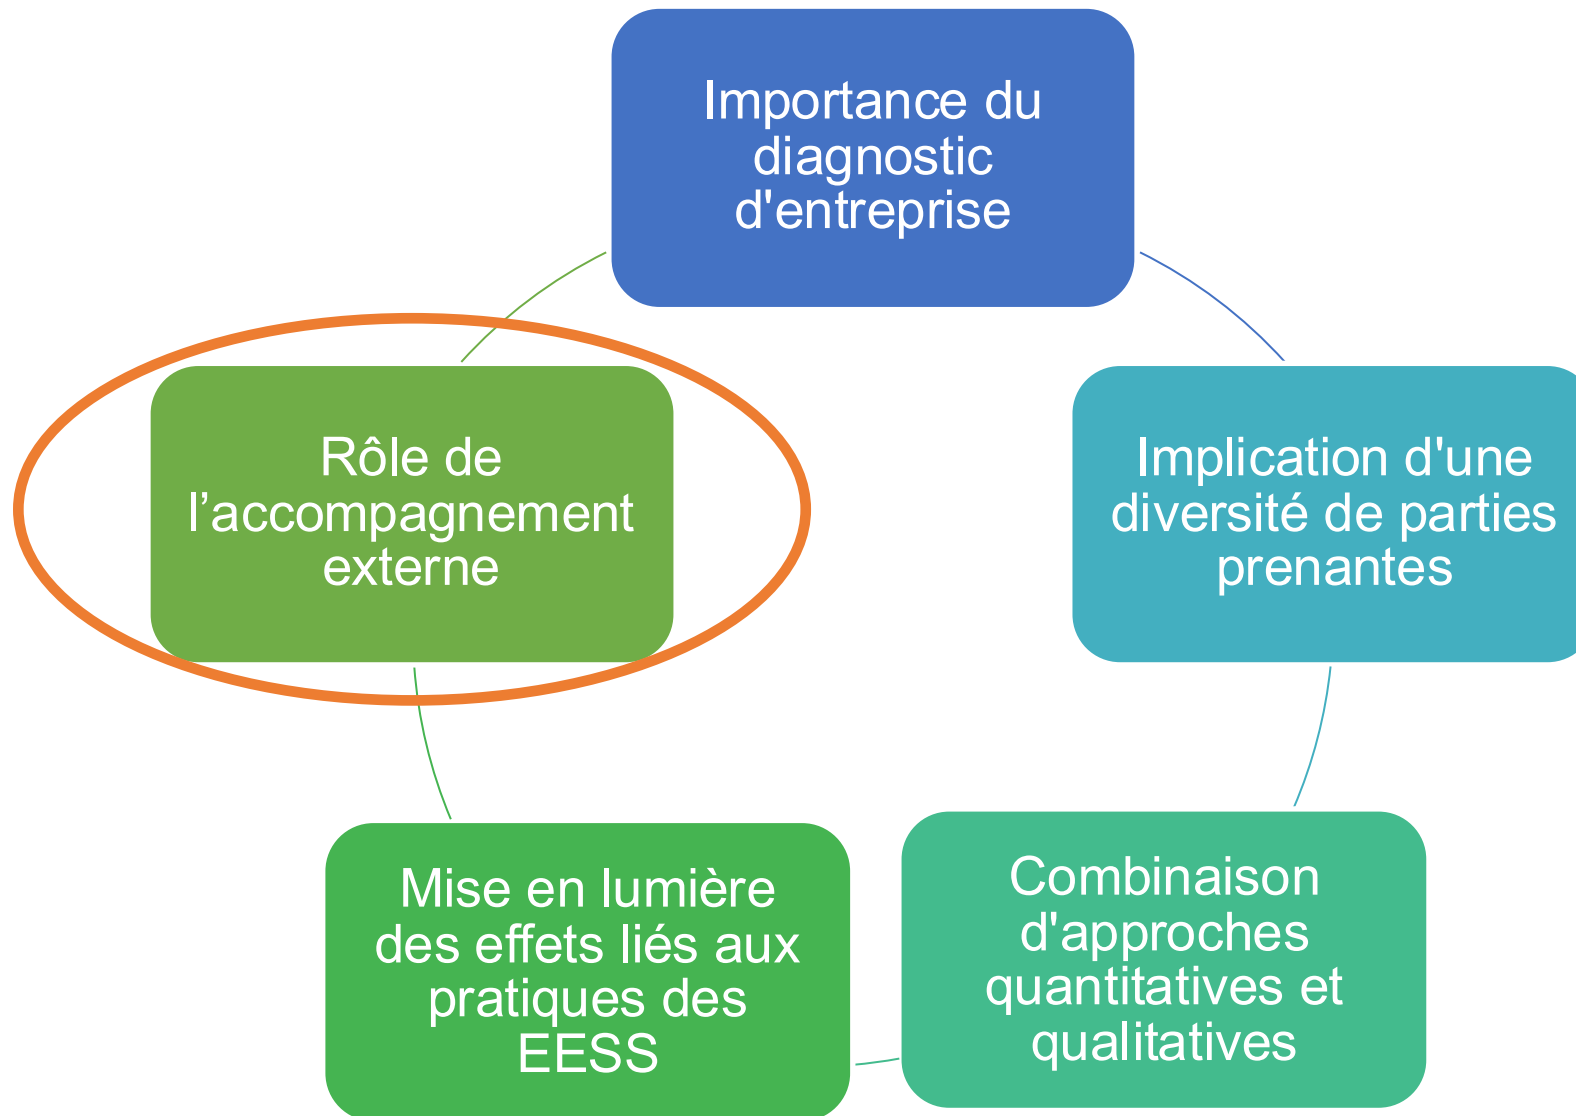 Importance du
diagnostic
d'entreprise
Rôle de
l’accompagnement
externe
Implication d'une
diversité de parties
prenantes
Mise en lumière
des effets liés aux
pratiques des
EESS
Combinaison
d'approches
quantitatives et
qualitatives